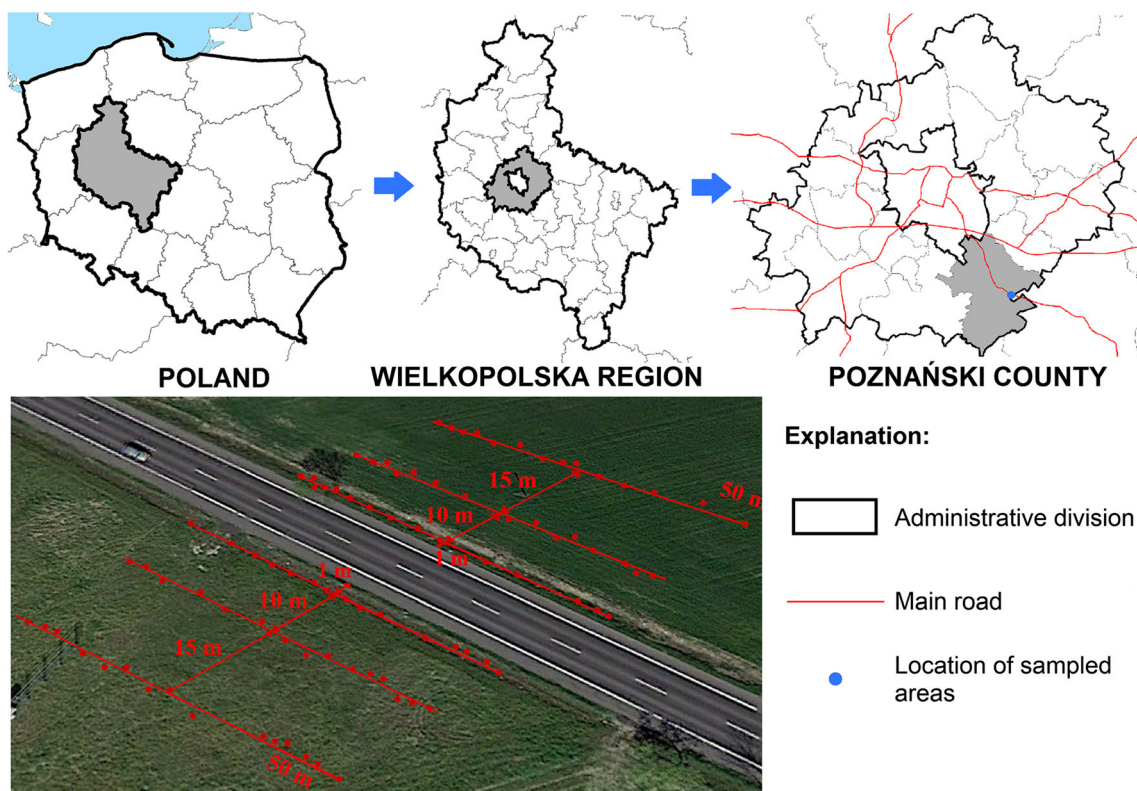 POLAND
WIELKOPOLSKA REGION
POZNAŃSKI COUNTY
15 m
50 m
10 m
1 m
1 m
10 m
15 m
50 m
Explanation:
Administrative division
Main road
Location of sampled
areas